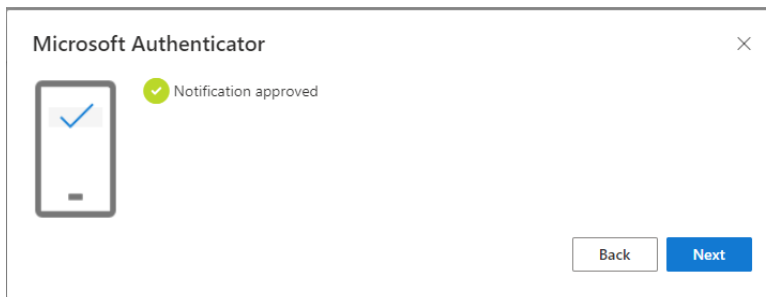 Microsoft Authenticator
Notification approved
Back
Next